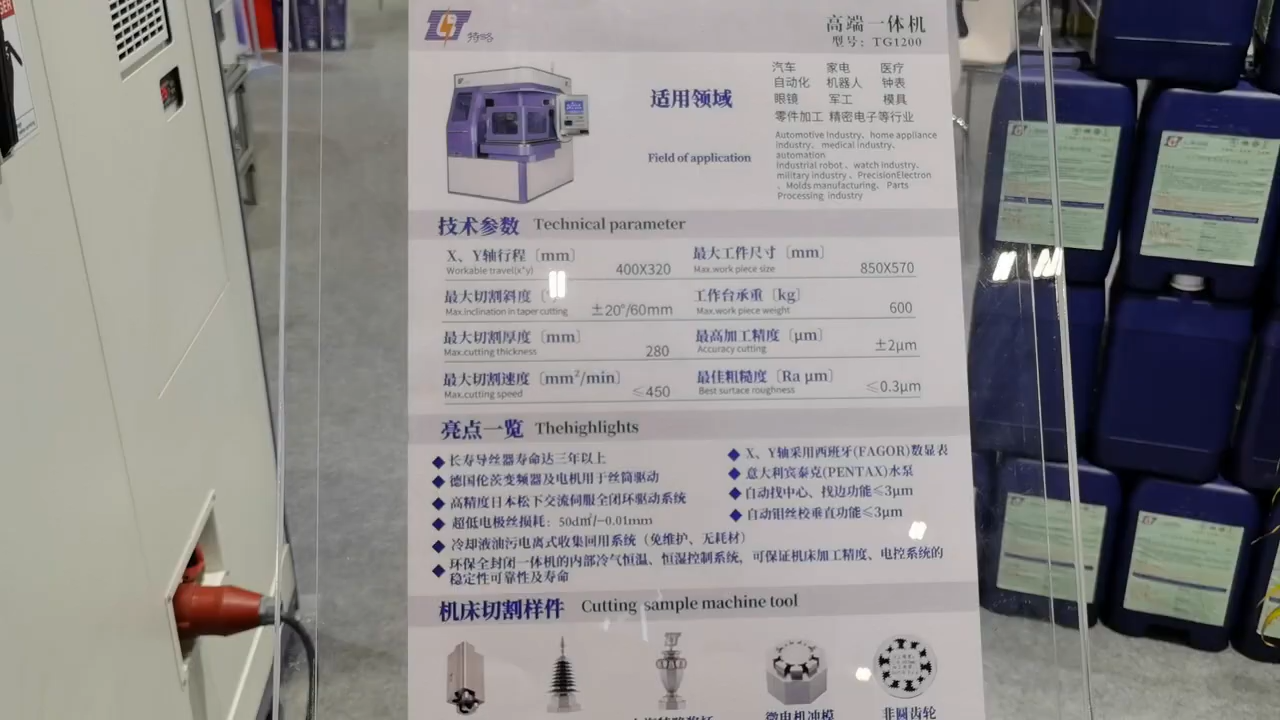 特略
高端一体机
型号：TG1200
适用领域
Field of application
汽车 家电 医疗
自动化 机器人 钟表
眼镜 军工 模具
零件加工 精密电子等行业
Automotive Industry、home appliance
industry、 medical industry、
automation
Industrial robot 、watch industry、
military industry 、PrecisionElectron
、Molds manufacturing、 Parts
Processing industry
技术参数 Technical parameter
X、Y轴行程〔mm〕
Workable travel(x*y)
400X320
最大工件尺寸〔mm〕
Max.work piece size
850X570
最大切割斜度〔
Max.inclination in taper cutting
±20°/60mm
工作台承重〔kg〕
Max.work piece weight
600
最大切割厚度〔mm〕
Max.cutting thickness
280
最高加工精度〔μm〕
Accuracy cutting
±2μm
最大切割速度〔mm²/min〕
Max.cutting speed
≤450
最佳粗糙度〔Ra μm〕
Best surtace roughness
≤0.3μm
亮点一览 Thehighlights
长寿导丝器寿命达三年以上
德国伦茨变频器及电机用于丝筒驱动
高精度日本松下交流伺服全闭环驱动系统
超低电极丝损耗：50d㎡/-0.01mm
X、Y轴采用西班牙(FAGOR)数显表
意大利宾泰克(PENTAX)水泵
自动找中心、找边功能≤3μm
自动钼丝校垂直功能≤3μm
冷却液油污电离式收集回用系统（免维护、无耗材）
环保全封闭一体机的内部冷气恒温、恒湿控制系统，可保证机床加工精度、电控系统的
稳定性可靠性及寿命
机床切割样件 Cutting sample machine tool
微电机冲模
非圆齿轮